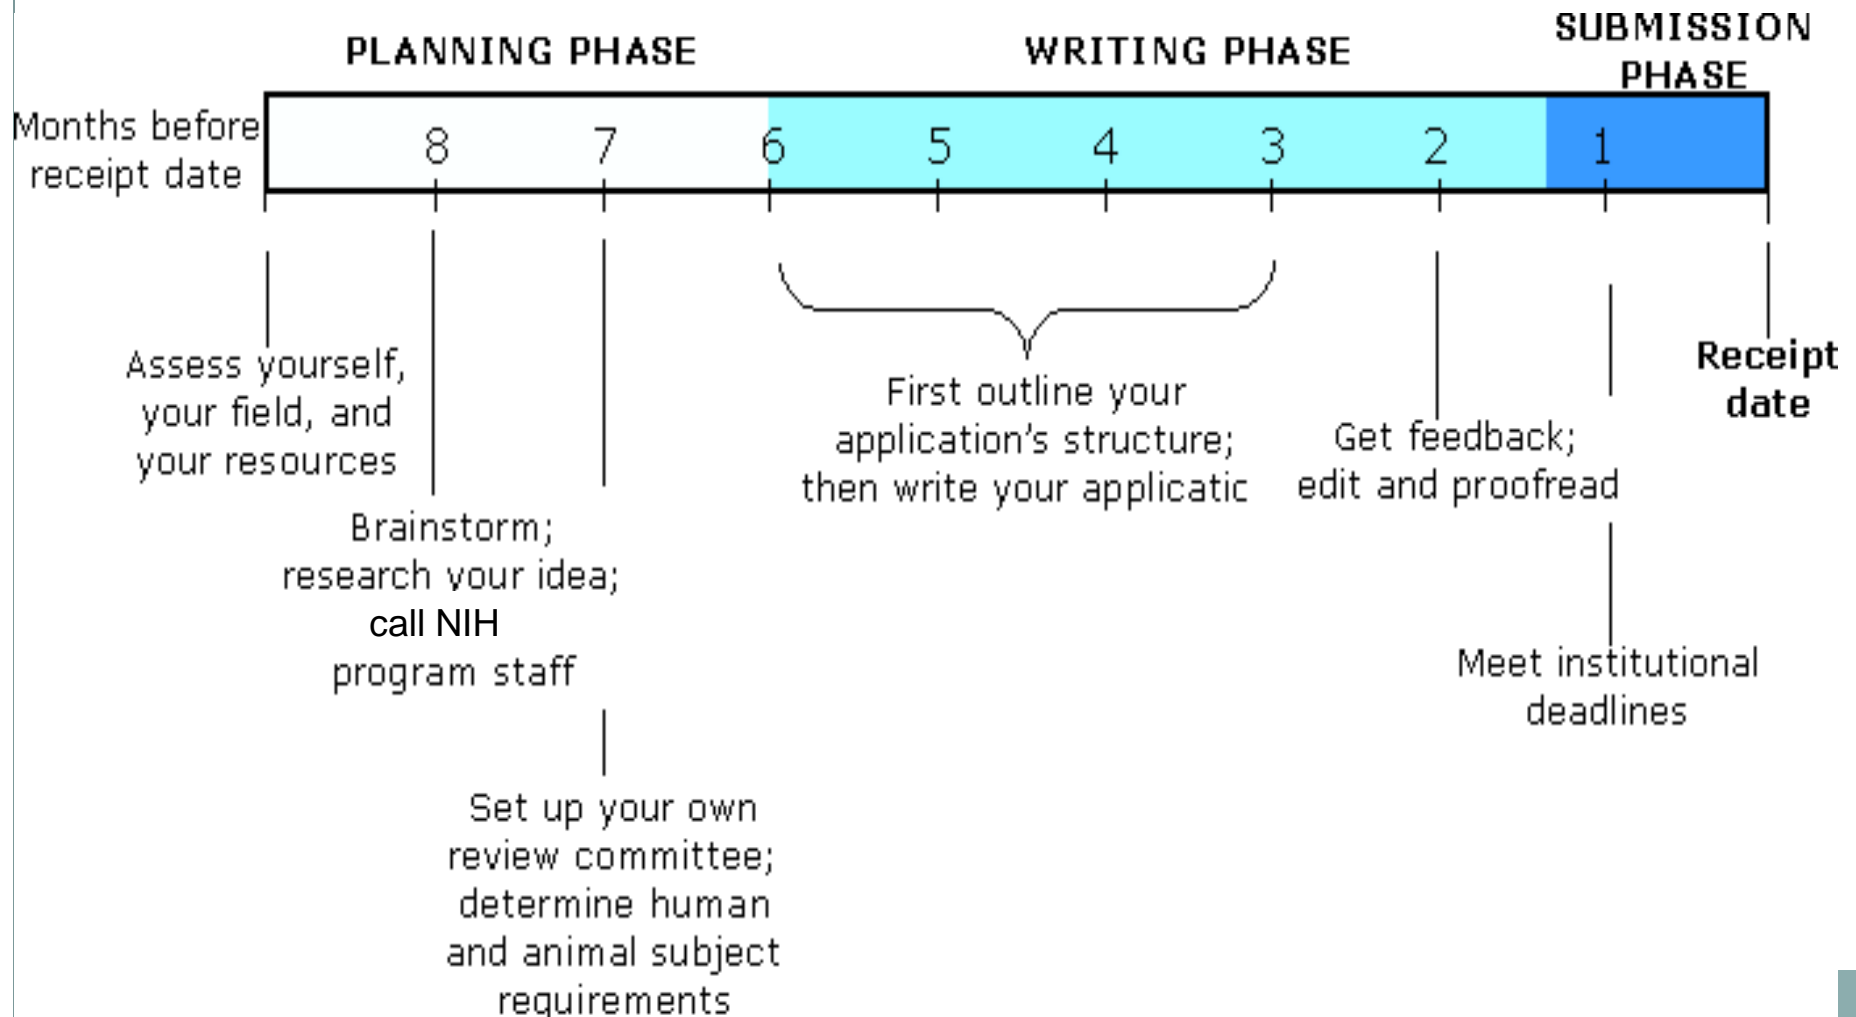 PLANNING PHASE
WRITING PHASE
SUBMISSION
PHASE
Months before
receipt date
8 7 6 5 4 3 2 1
Assess yourself,
your field, and
your resources
Brainstorm;
research your idea;
call NIH
program staff
Set up your own
review committee;
determine human
and animal subject
requirements
First outline your
application's structure;
then write your applicatic
Get feedback;
edit and proofread
Meet institutional
deadlines
Receipt
date